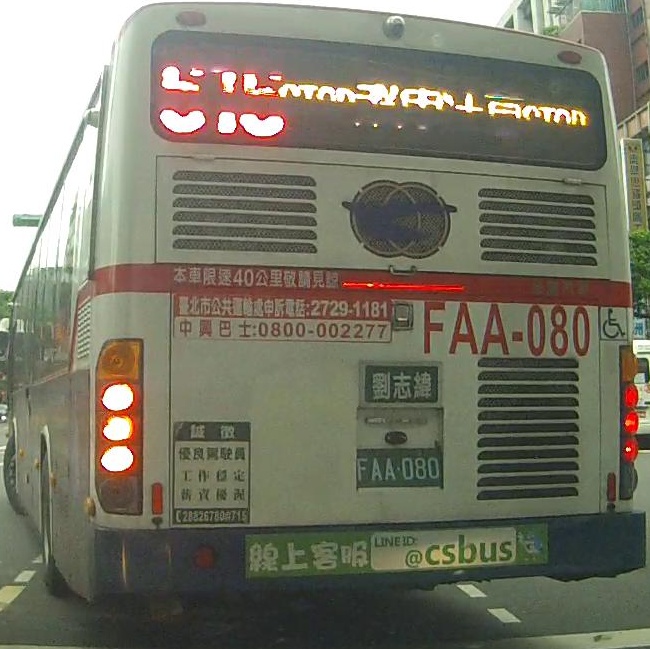 本車限速40公里敬請見諒
臺北市公共運輸處申訴電話:2729-1181
中興巴士:0800-002277
FAA-080
劉志緯
FAA-080
誠徵
優良駕駛員
工作穩定
薪資優渥
28826780#715
線上客服
LINE ID:
@csbus